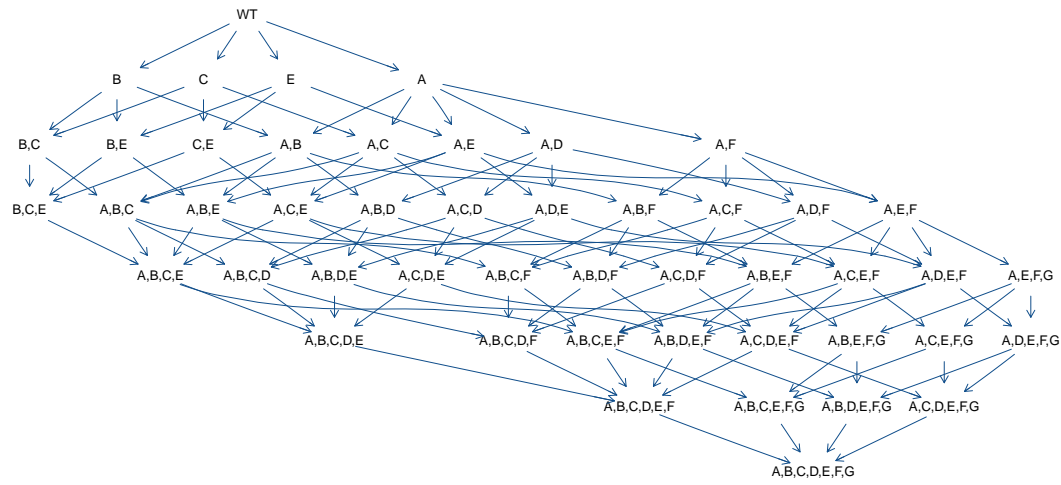 WT
B C E A
B,C B,E C,E A,B A,C A,E A,D A,F
B,C,E A,B,C A,B,E A,C,E A,B,D A,C,D A,D,E A,B,F A,C,F A,D,F A,E,F
A,B,C,E A,B,C,D A,B,D,E A,C,D,E A,B,C,F A,B,D,F A,C,D,F A,B,E,F A,C,E,F A,D,E,F A,E,F,G
A,B,C,D,E A,B,C,D,F A,B,C,E,F A,B,D,E,F A,C,D,E,F A,B,E,F,G A,C,E,F,G A,D,E,F,G
A,B,C,D,E,F A,B,C,E,F,G A,B,D,E,F,G A,C,D,E,F,G
A,B,C,D,E,F,G